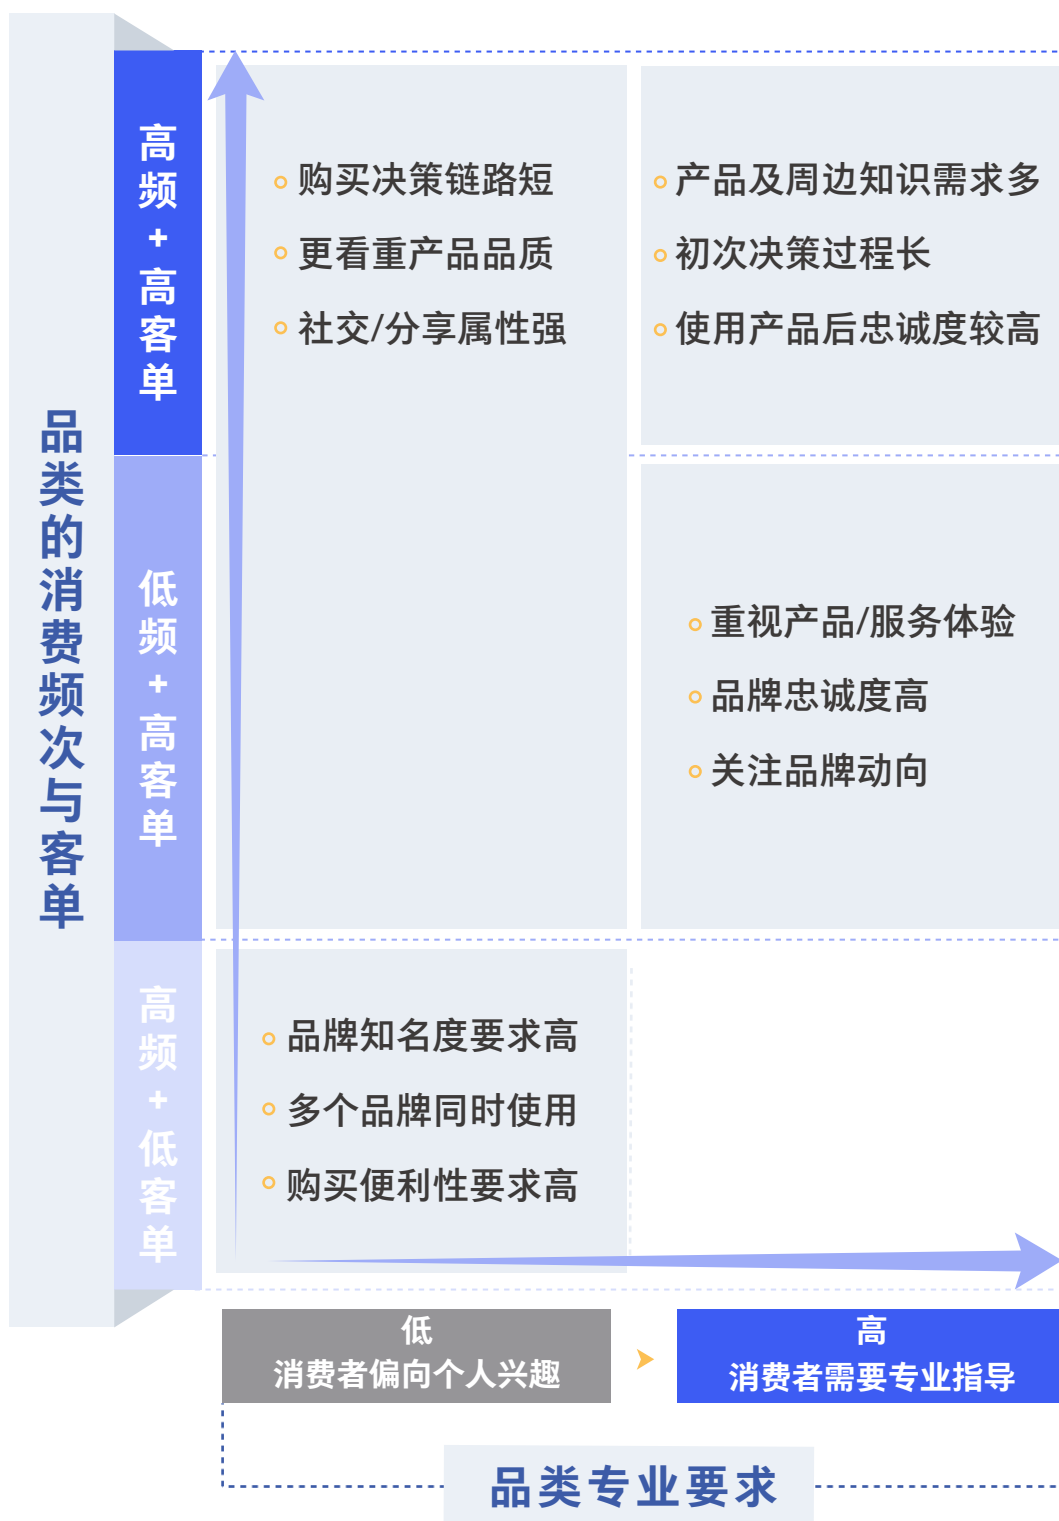 品类的消费频次与客单
高频+高客单
购买决策链路短
更看重产品品质
社交/分享属性强
产品及周边知识需求多
初次决策过程长
使用产品后忠诚度较高
低频+高客单
重视产品/服务体验
品牌忠诚度高
关注品牌动向
高频+低客单
品牌知名度要求高
多个品牌同时使用
购买便利性要求高
低
消费者偏向个人兴趣
高
消费者需要专业指导
品类专业要求